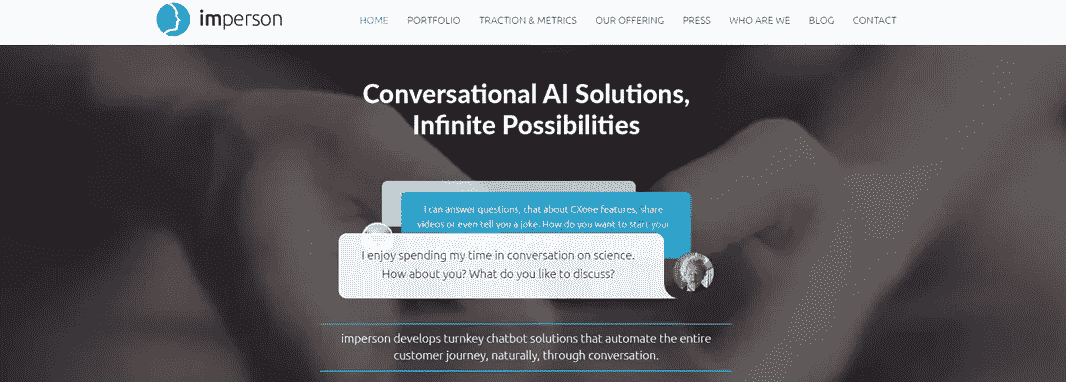 imperson
HOME PORTFOLIO TRACTION & METRICS OUR OFFERING PRESS WHO ARE WE BLOG CONTACT
Conversational AI Solutions,
Infinite Possibilities
I can answer questions, chat about CXone features, share
videos or even tell you a joke. How do you want to start your
I enjoy spending my time in conversation on science.
How about you? What do you like to discuss?
imperson develops turnkey chatbot solutions that automate the entire
customer journey, naturally, through conversation.